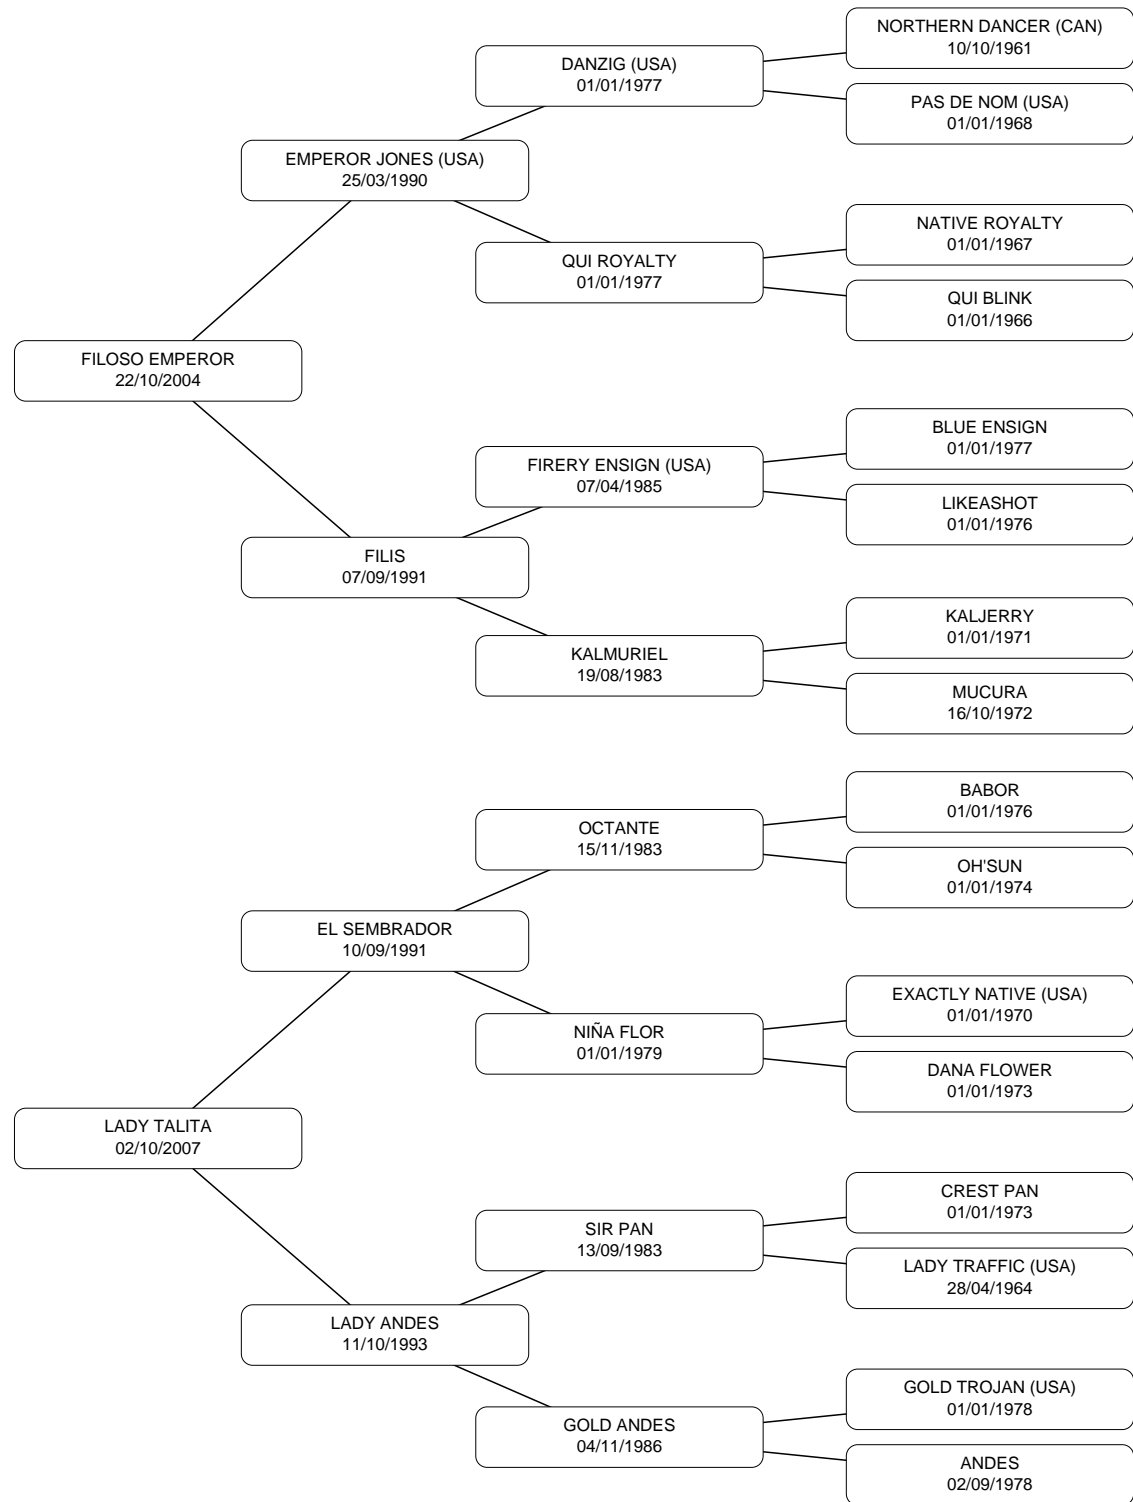 NORTHERN DANCER (CAN)
10/10/1961
DANZIG (USA)
01/01/1977
PAS DE NOM (USA)
01/01/1968
EMPEROR JONES (USA)
25/03/1990
NATIVE ROYALTY
01/01/1967
QUI ROYALTY
01/01/1977
QUI BLINK
01/01/1966
FILOSO EMPEROR
22/10/2004
BLUE ENSIGN
01/01/1977
FIRERY ENSIGN (USA)
07/04/1985
LIKEASHOT
01/01/1976
FILIS
07/09/1991
KALJERRY
01/01/1971
KALMURIEL
19/08/1983
MUCURA
16/10/1972
BABOR
01/01/1976
OCTANTE
15/11/1983
OH'SUN
01/01/1974
EL SEMBRADOR
10/09/1991
EXACTLY NATIVE (USA)
01/01/1970
NIÑA FLOR
01/01/1979
DANA FLOWER
01/01/1973
LADY TALITA
02/10/2007
CREST PAN
01/01/1973
SIR PAN
13/09/1983
LADY TRAFFIC (USA)
28/04/1964
LADY ANDES
11/10/1993
GOLD TROJAN (USA)
01/01/1978
GOLD ANDES
04/11/1986
ANDES
02/09/1978